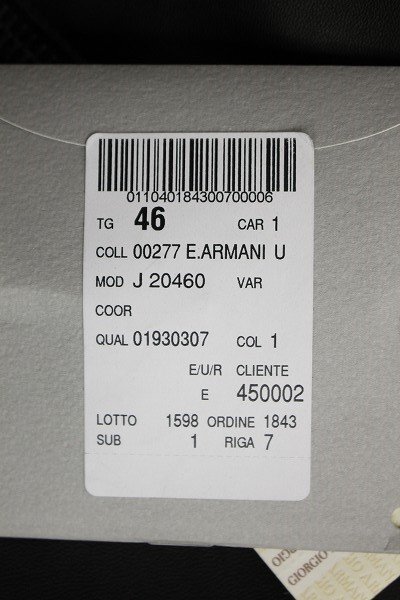 011040184300700006
TG 46 CAR 1
COLL 00277 E.ARMANI U
MOD J 20460 VAR
COOR
QUAL 01930307 COL 1
E/U/R CLIENTE
E 450002
LOTTO 1598 ORDINE 1843
SUB 1 RIGA 7
GIORGIO